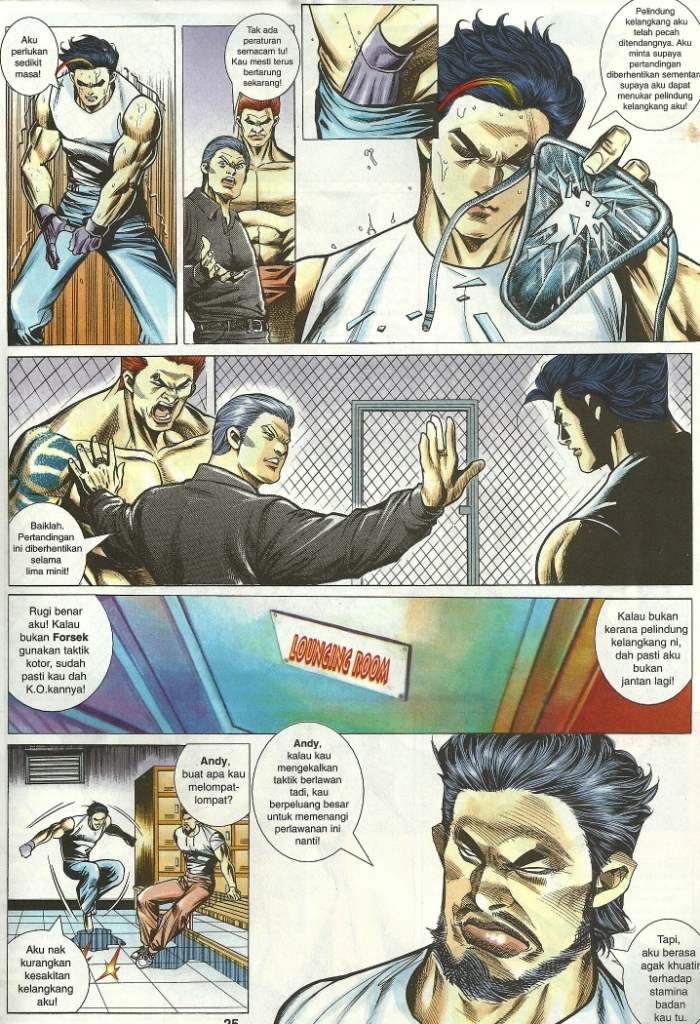 Aku
perlukan
sedikit
masa!
Tak ada
peraturan
semacam tu!
Kau mesti terus
bertarung
sekarang!
Pelindung
kelangkang aku
telah pecah
ditendangnya. Aku
minta supaya
pertandingan
diberhentikan sementara
supaya aku dapat
menukar pelindung
kelangkang aku!
Baiklah.
Pertandingan
ini diberhentikan
selama
lima minit!
Rugi benar
aku! Kalau
bukan Forsek
gunakan taktik
kotor, sudah
pasti kau dah
K.O.kannya!
LOUNGING ROOM
Kalau bukan
kerana pelindung
kelangkang ni,
dah pasti aku
bukan
jantan lagi!
Andy,
buat apa kau
melompat-
lompat?
Aku nak
kurangkan
kesakitan
kelangkang
aku!
Andy,
kalau kau
mengekalkan
taktik berlawan
tadi, kau
berpeluang besar
untuk memenangi
perlawanan ini
nanti!
Tapi,
aku berasa
agak khuatir
terhadap
stamina
badan
kau tu.
25